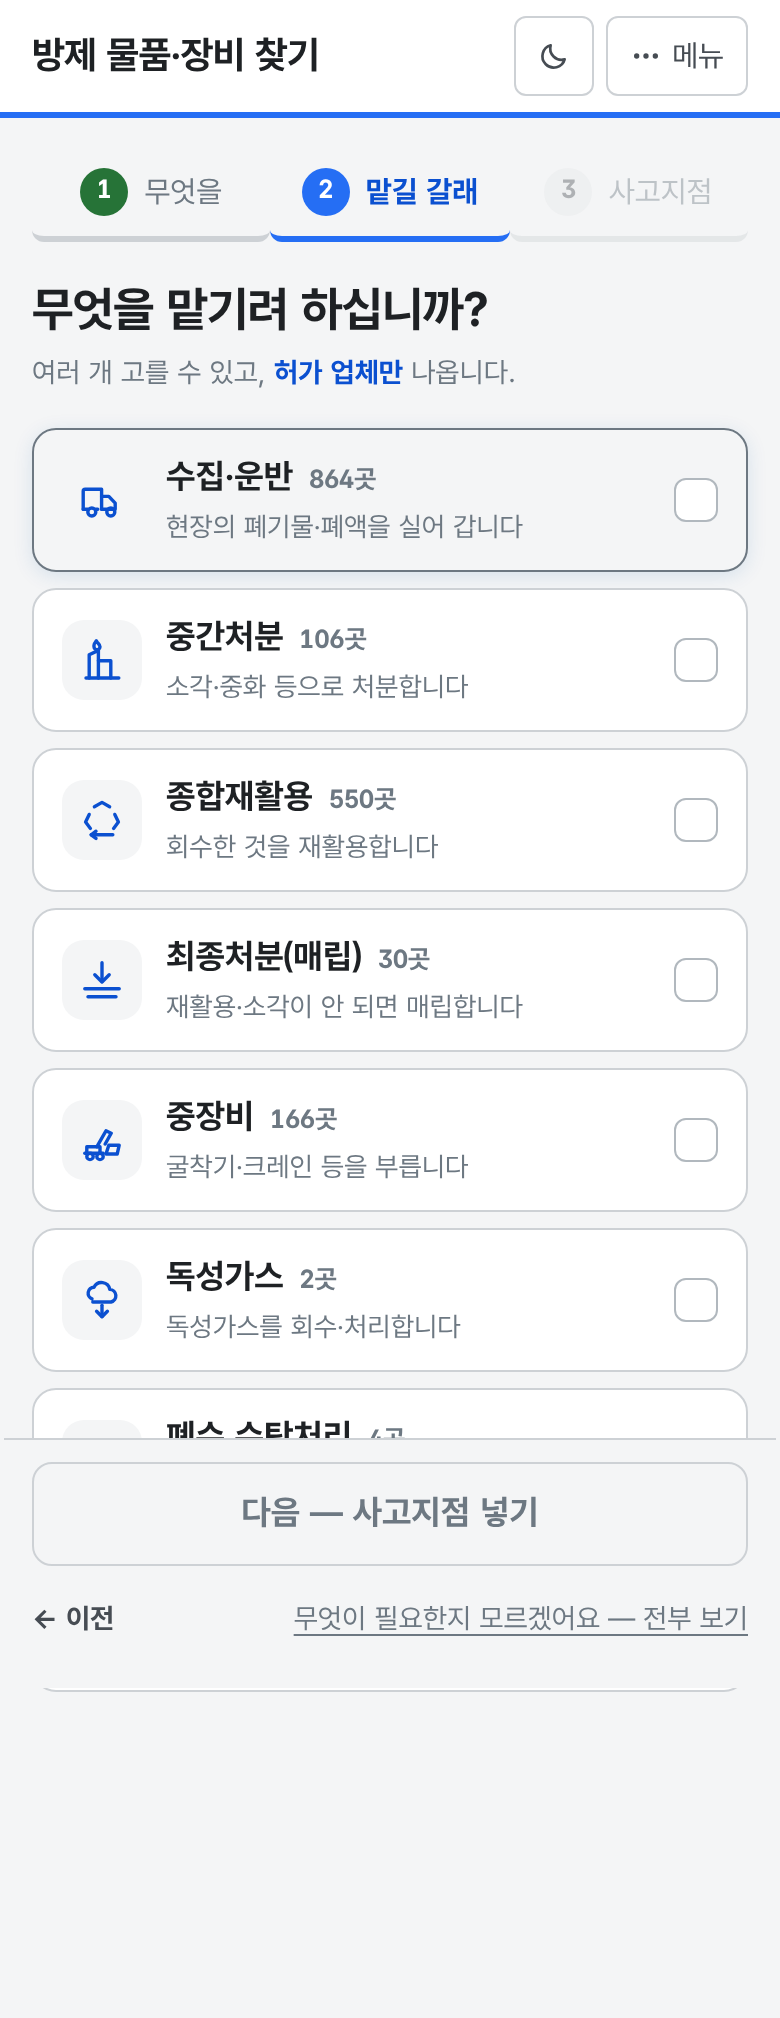 방제 물품·장비 찾기
메뉴
1 무엇을
2 맡길 갈래
3 사고지점
무엇을 맡기려 하십니까?
여러 개 고를 수 있고, 허가 업체만 나옵니다.
수집·운반 864곳
현장의 폐기물·폐액을 실어 갑니다
중간처분 106곳
소각·중화 등으로 처분합니다
종합재활용 550곳
회수한 것을 재활용합니다
최종처분(매립) 30곳
재활용·소각이 안 되면 매립합니다
중장비 166곳
굴착기·크레인 등을 부릅니다
독성가스 2곳
독성가스를 회수·처리합니다
다음 — 사고지점 넣기
← 이전
무엇이 필요한지 모르겠어요 — 전부 보기